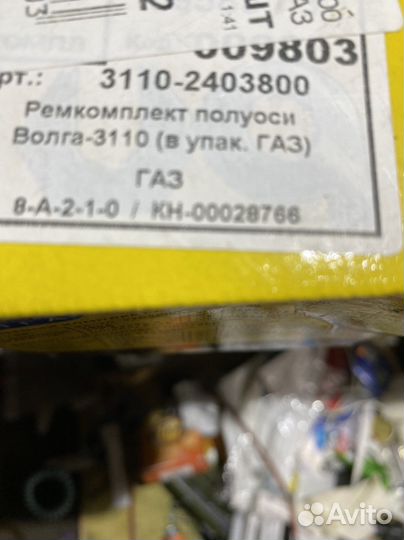 009803
рт.: 3110-2403800
Ремкомплект полуоси
Волга-3110 (в упак. ГАЗ)
ГАЗ
8-А-2-1-0 / КН-00028766
Avito